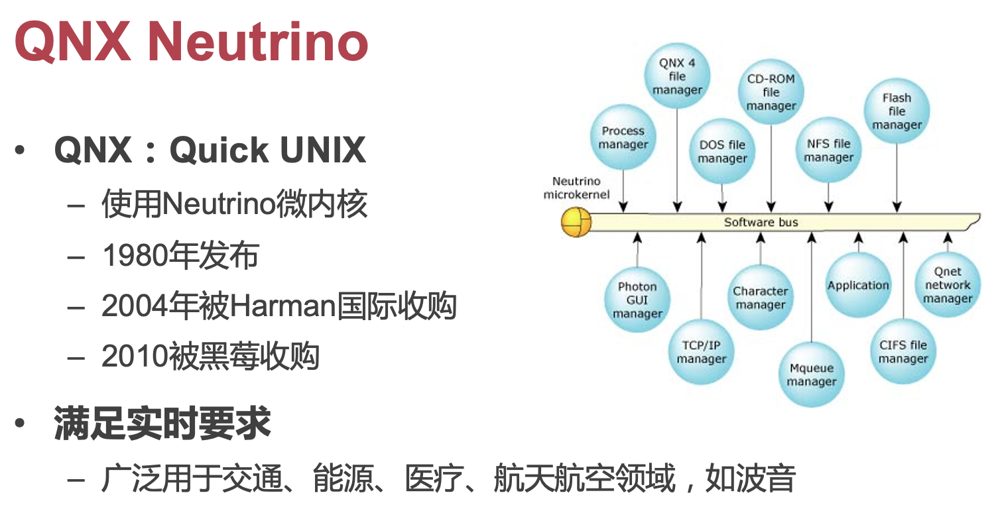 QNX Neutrino
• QNX：Quick UNIX
– 使用Neutrino微内核
– 1980年发布
– 2004年被Harman国际收购
– 2010被黑莓收购
• 满足实时要求
– 广泛用于交通、能源、医疗、航天航空领域，如波音
QNX 4
file
manager
CD-ROM
file
manager
Flash
file
manager
Process
manager
DOS file
manager
NFS file
manager
Neutrino
microkernel
Software bus
Photon
GUI
manager
Character
manager
Application
Qnet
network
manager
TCP/IP
manager
Mqueue
manager
CIFS file
manager